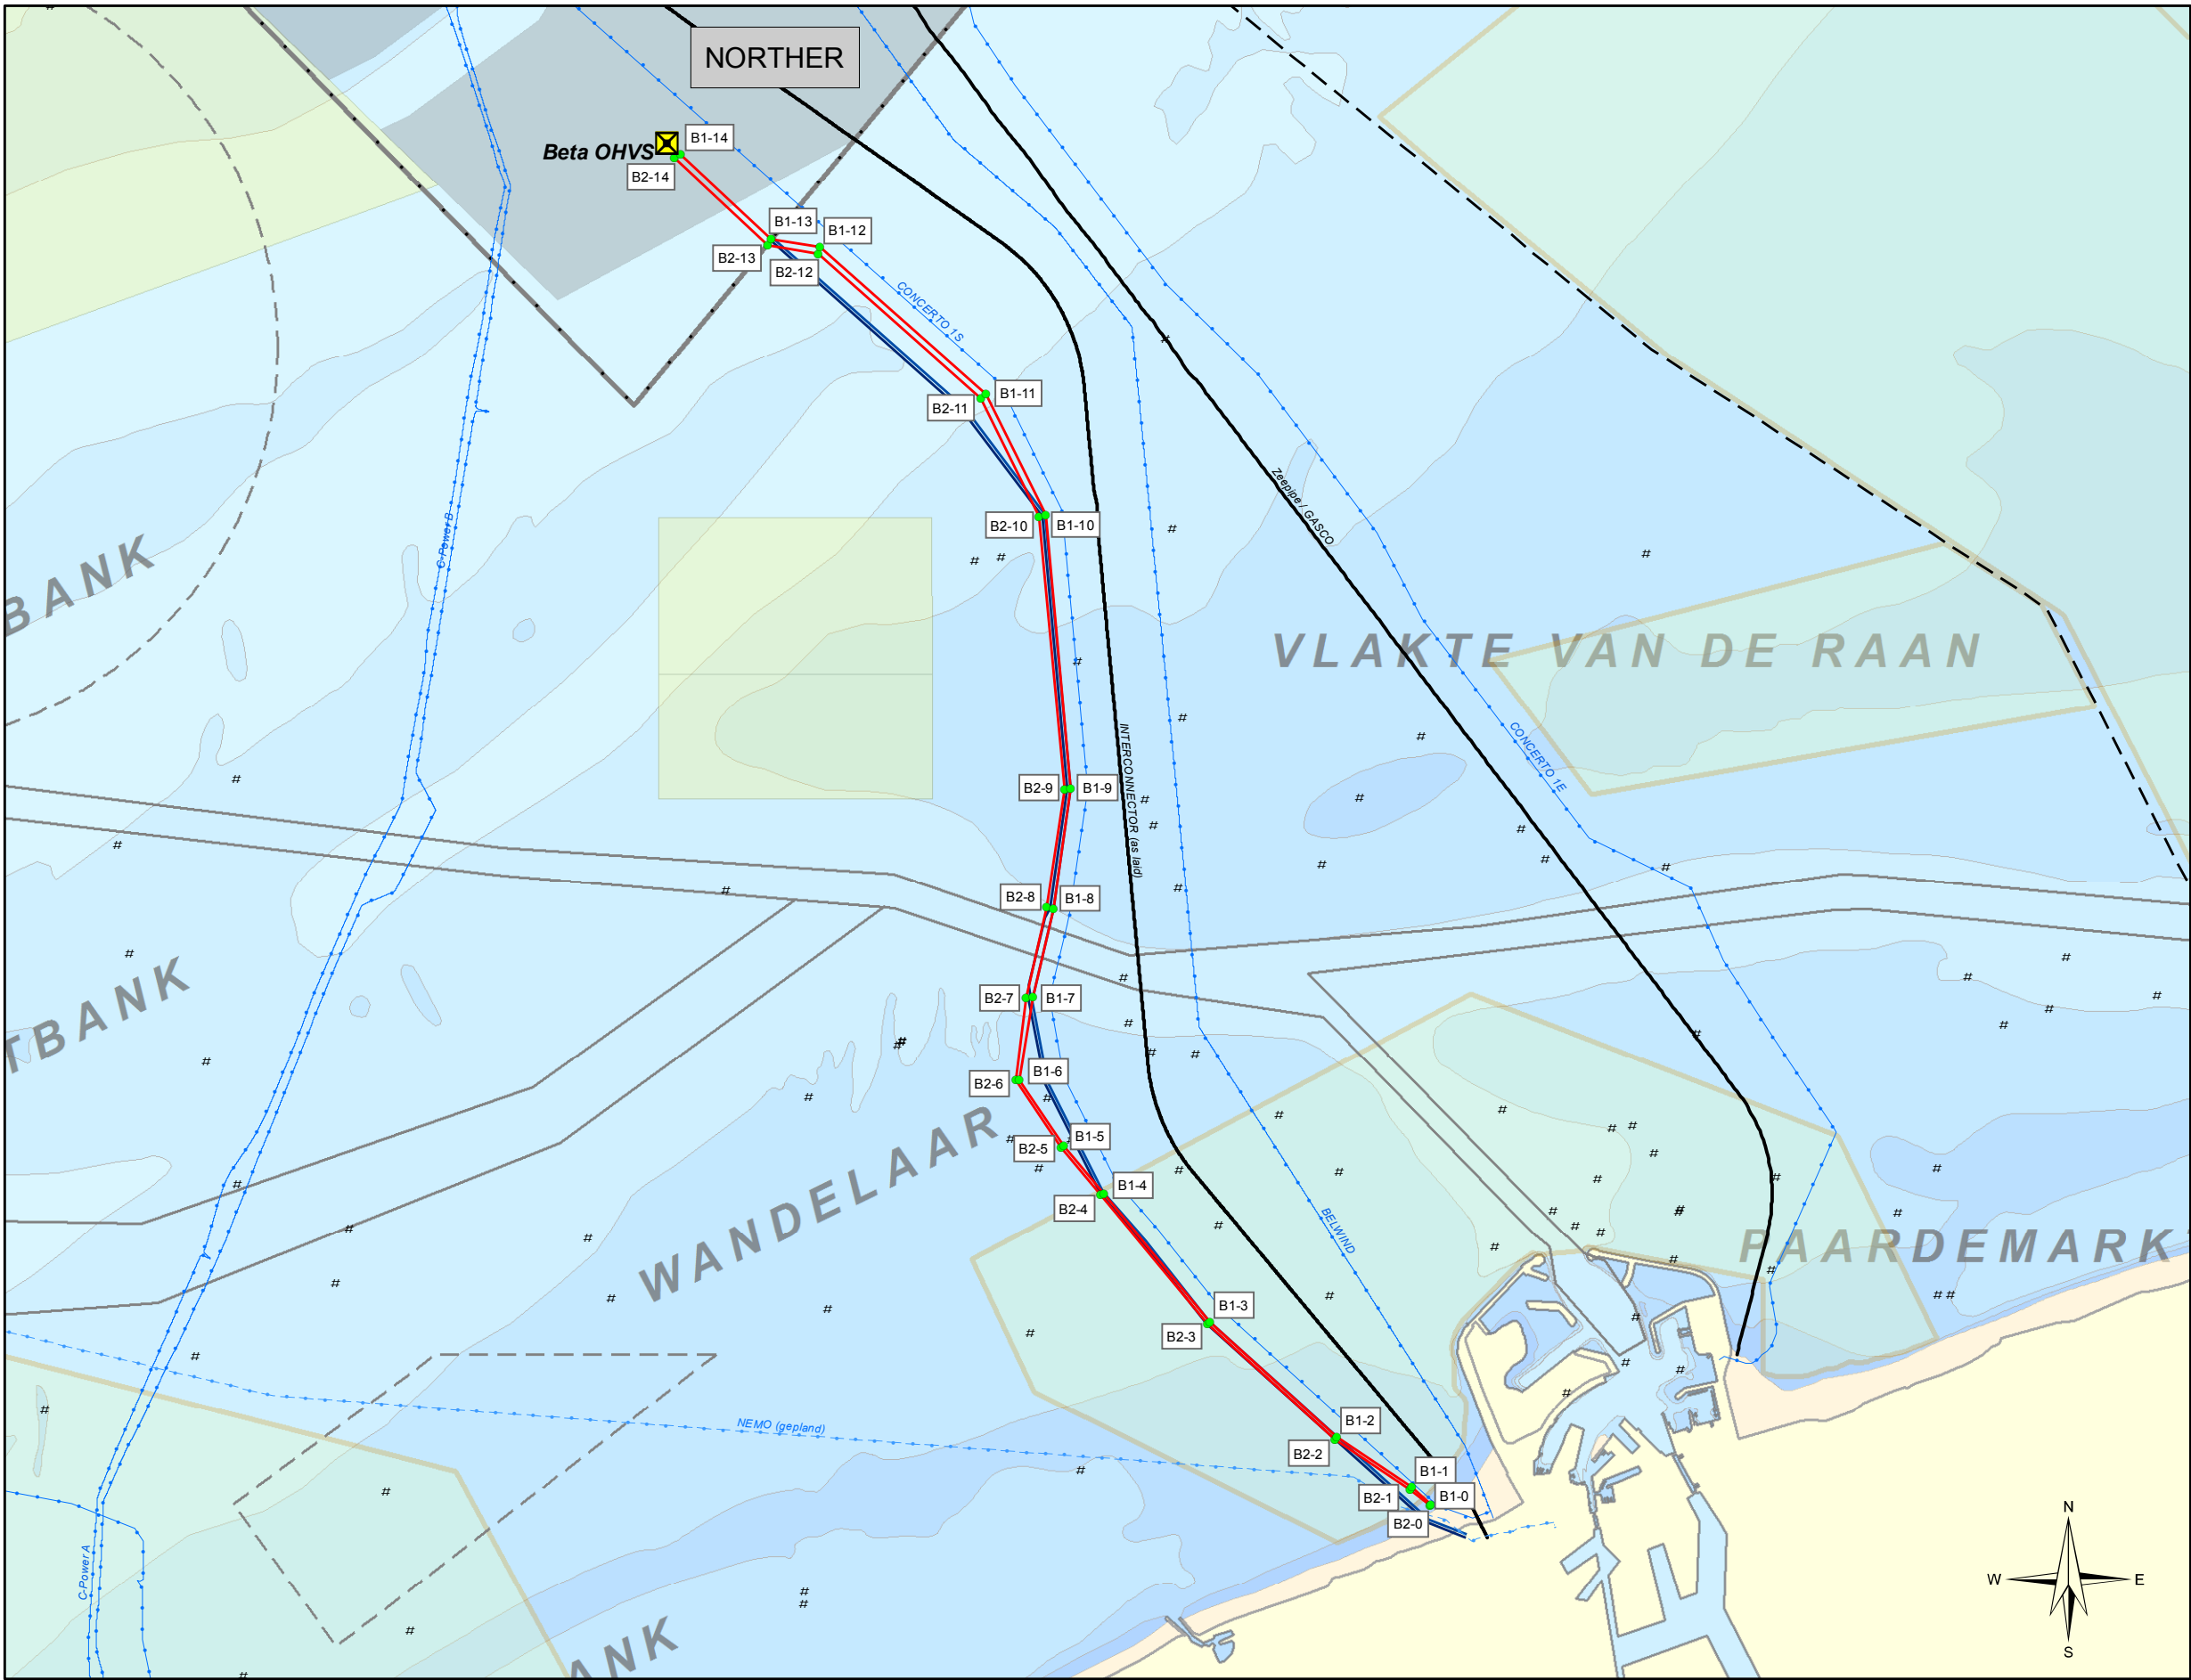 NORTHER
Beta OHVS
B1-14
B2-14
B1-13
B1-12
B2-13
B2-12
CONCERTO 1S
B1-11
B2-11
B2-10
B1-10
Zeepipe / GASCO
C-Power B
BANK
VLAKTE VAN DE RAAN
INTERCONNECTOR (as laid)
CONCERTO 1E
B2-9
B1-9
B2-8
B1-8
B2-7
B1-7
TBANK
B1-6
B2-6
B1-5
B2-5
B1-4
B2-4
WANDELAAR
BELWIND
PAARDEMARKT
B1-3
B2-3
NEMO (gepland)
B1-2
B2-2
B1-1
B2-1
B1-0
B2-0
C-Power A
ANK
N
W
E
S